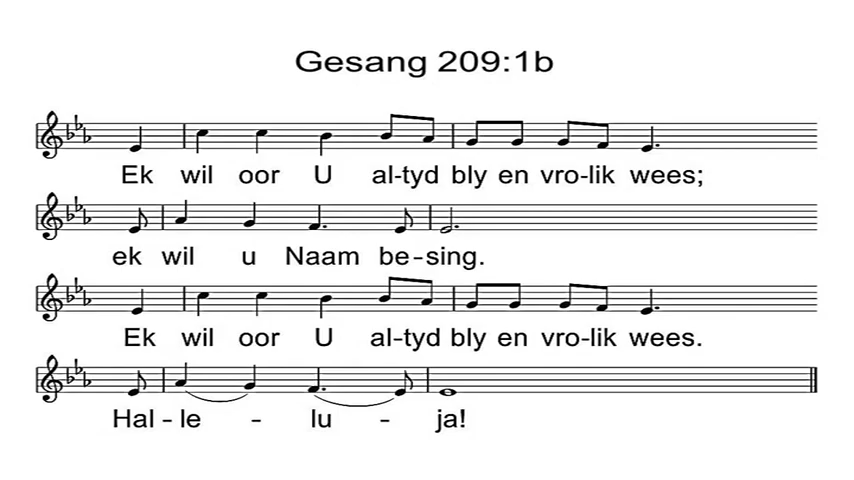 Gesang 209:1b
Ek wil oor U al-tyd bly en vro-lik wees;
ek wil u Naam be-sing.
Ek wil oor U al-tyd bly en vro-lik wees.
Hal-le - lu - ja!